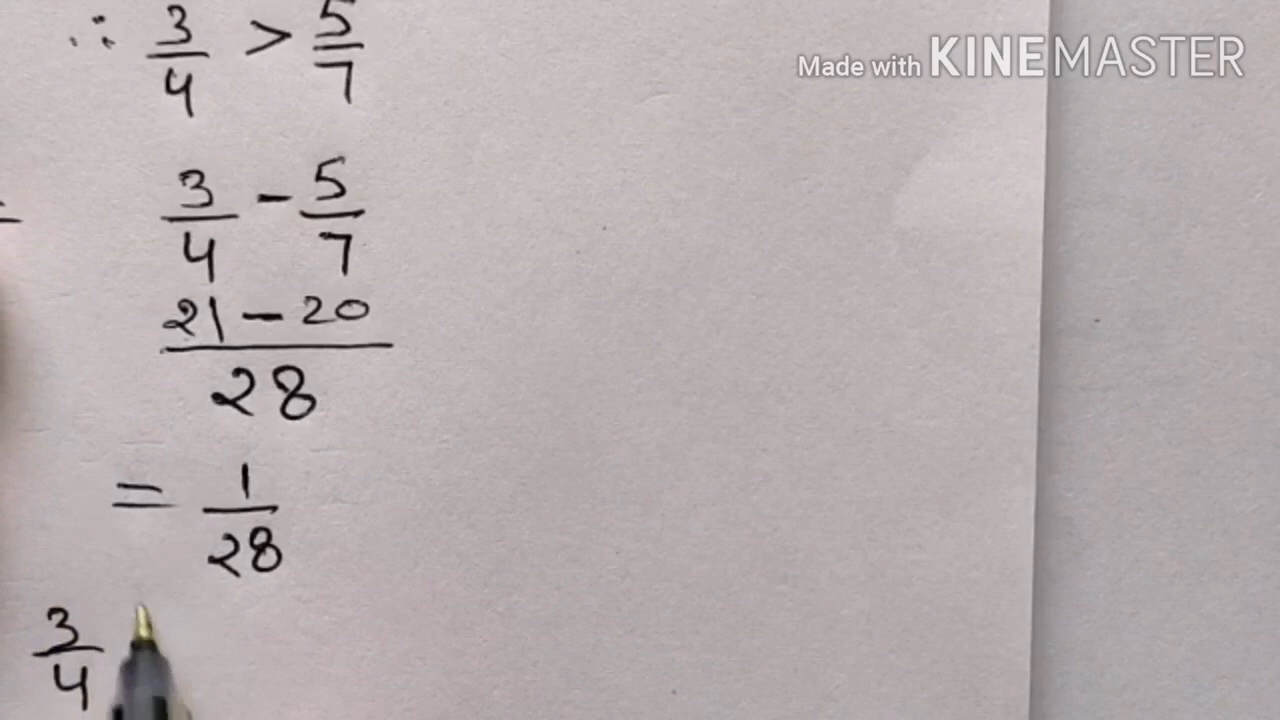 ∴ 3/4 > 5/7
Made with KINEMASTER
3/4 - 5/7
21 - 20
28
= 1/28
3/4